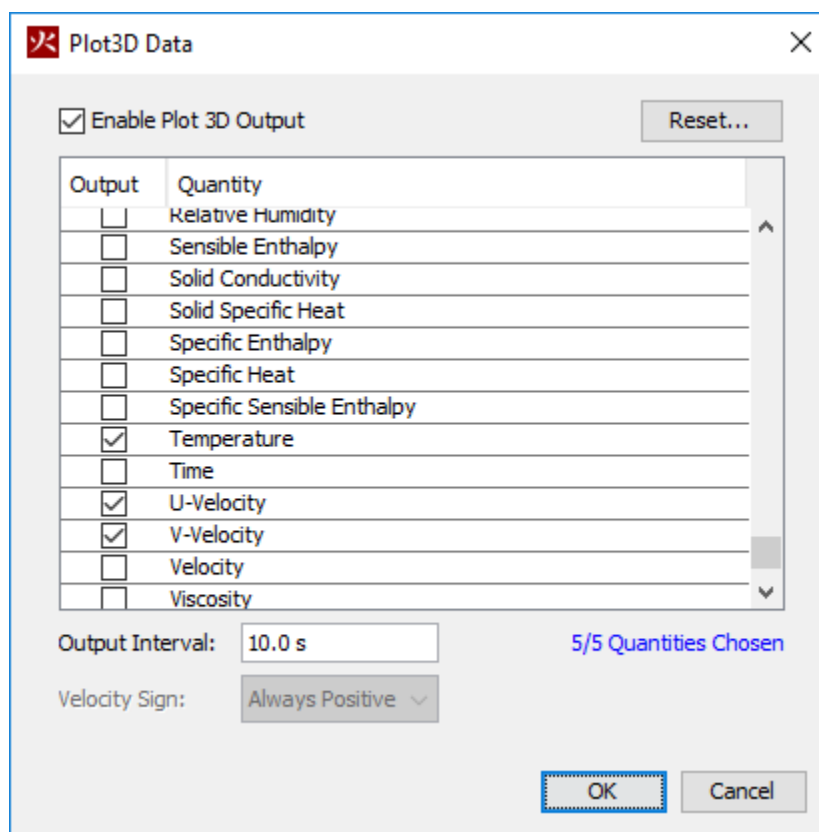 Plot3D Data
Enable Plot 3D Output
Reset...
Output Quantity
Relative Humidity
Sensible Enthalpy
Solid Conductivity
Solid Specific Heat
Specific Enthalpy
Specific Heat
Specific Sensible Enthalpy
Temperature
Time
U-Velocity
V-Velocity
Velocity
Viscosity
Output Interval: 10.0 s 5/5 Quantities Chosen
Velocity Sign: Always Positive
OK Cancel